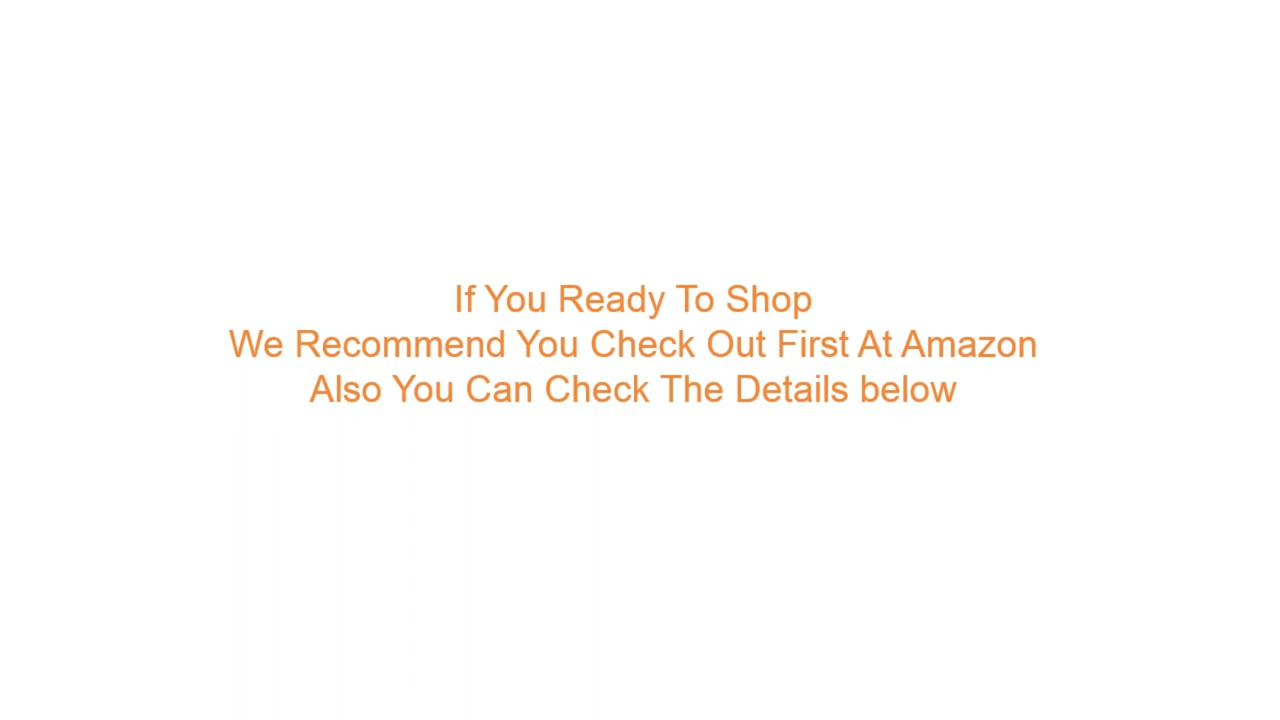 If You Ready To Shop
We Recommend You Check Out First At Amazon
Also You Can Check The Details below